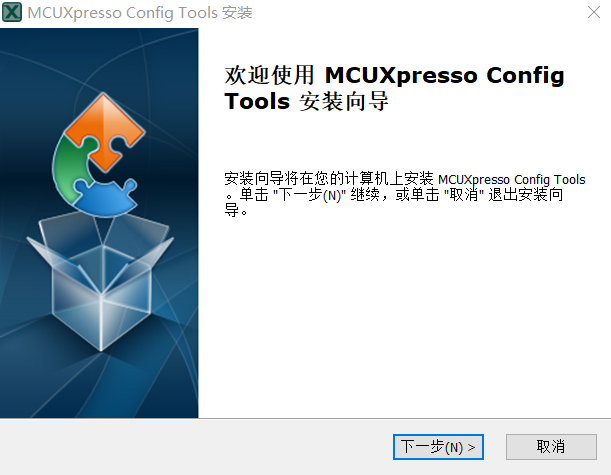 MCUXpresso Config Tools 安装
欢迎使用 MCUXpresso Config
Tools 安装向导
安装向导将在您的计算机上安装 MCUXpresso Config Tools
。单击 "下一步(N)" 继续，或单击 "取消" 退出安装向
导。
下一步(N) >
取消